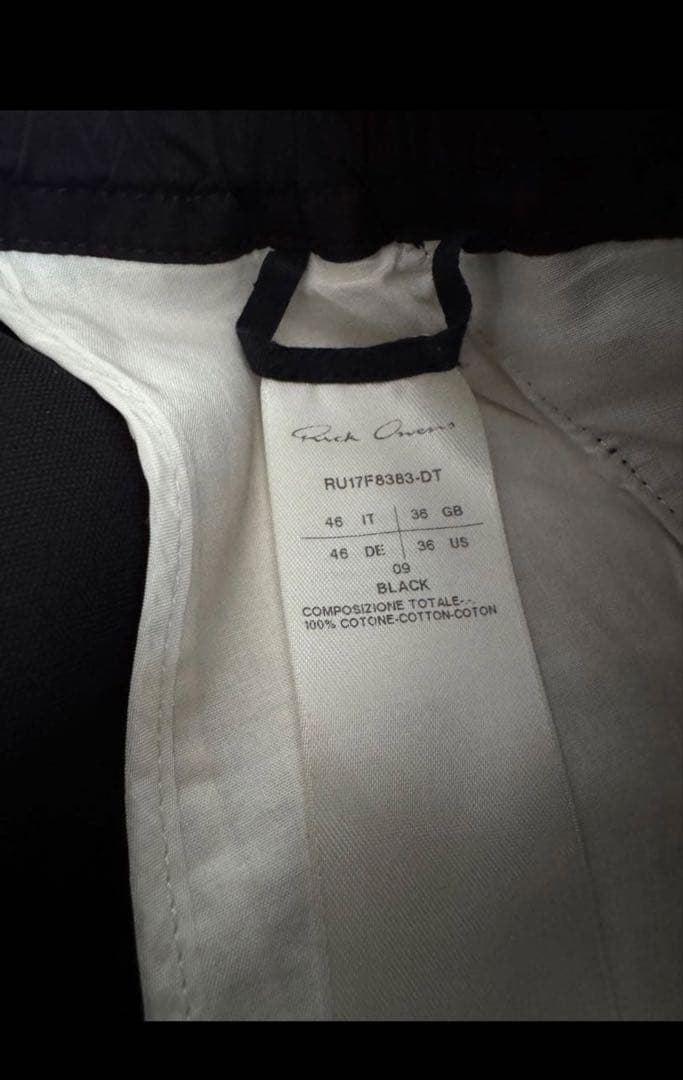 Rick Owens
RU17F8383-DT
46 IT 36 GB
46 DE 36 US
09
BLACK
COMPOSIZIONE TOTALE-.-.
100% COTONE-COTTON-COTON